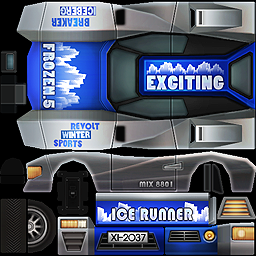 ICEBERG
BREAKER
FROZEN.5
EXCITING
REVOLT
WINTER
SPORTS
MIX 8801
ICE RUNNER
XI-2037